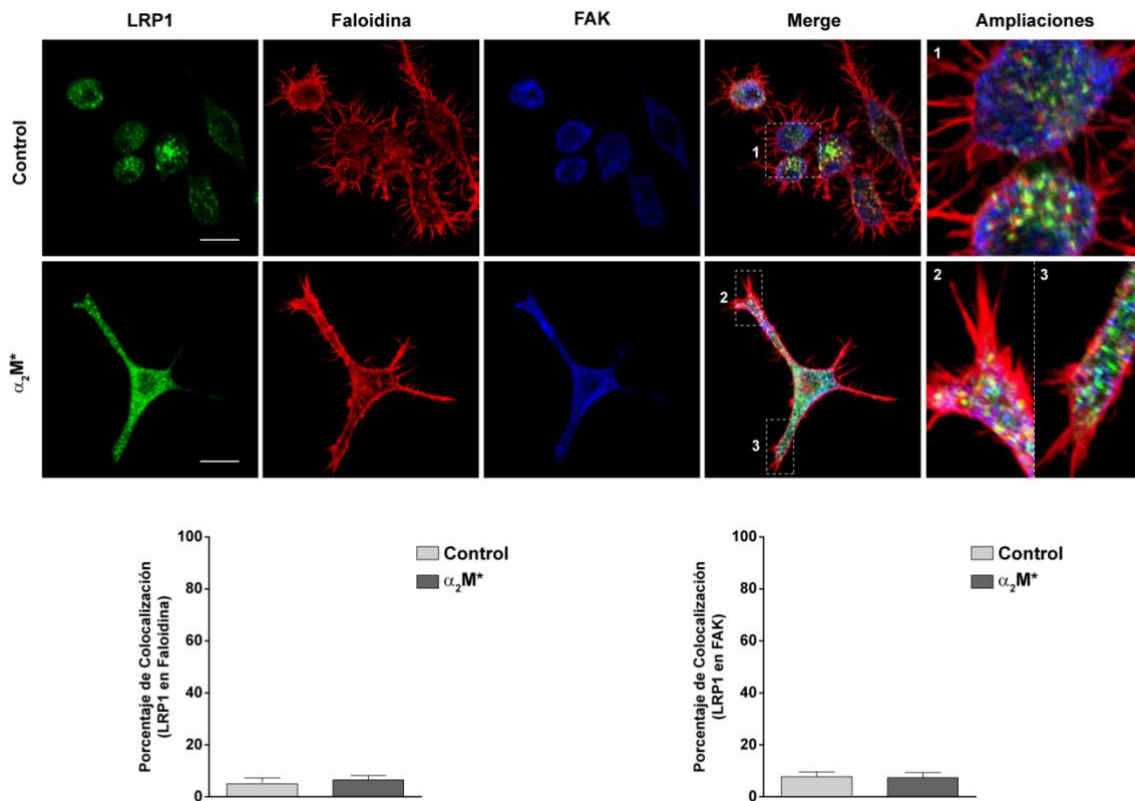 LRP1 Faloidina FAK Merge Ampliaciones
Control
1
1
α₂M*
2
3
2
3
100
80
60
40
20
0
Porcentaje de Colocalización
(LRP1 en Faloidina)
Control
α₂M*
100
80
60
40
20
0
Porcentaje de Colocalización
(LRP1 en FAK)
Control
α₂M*